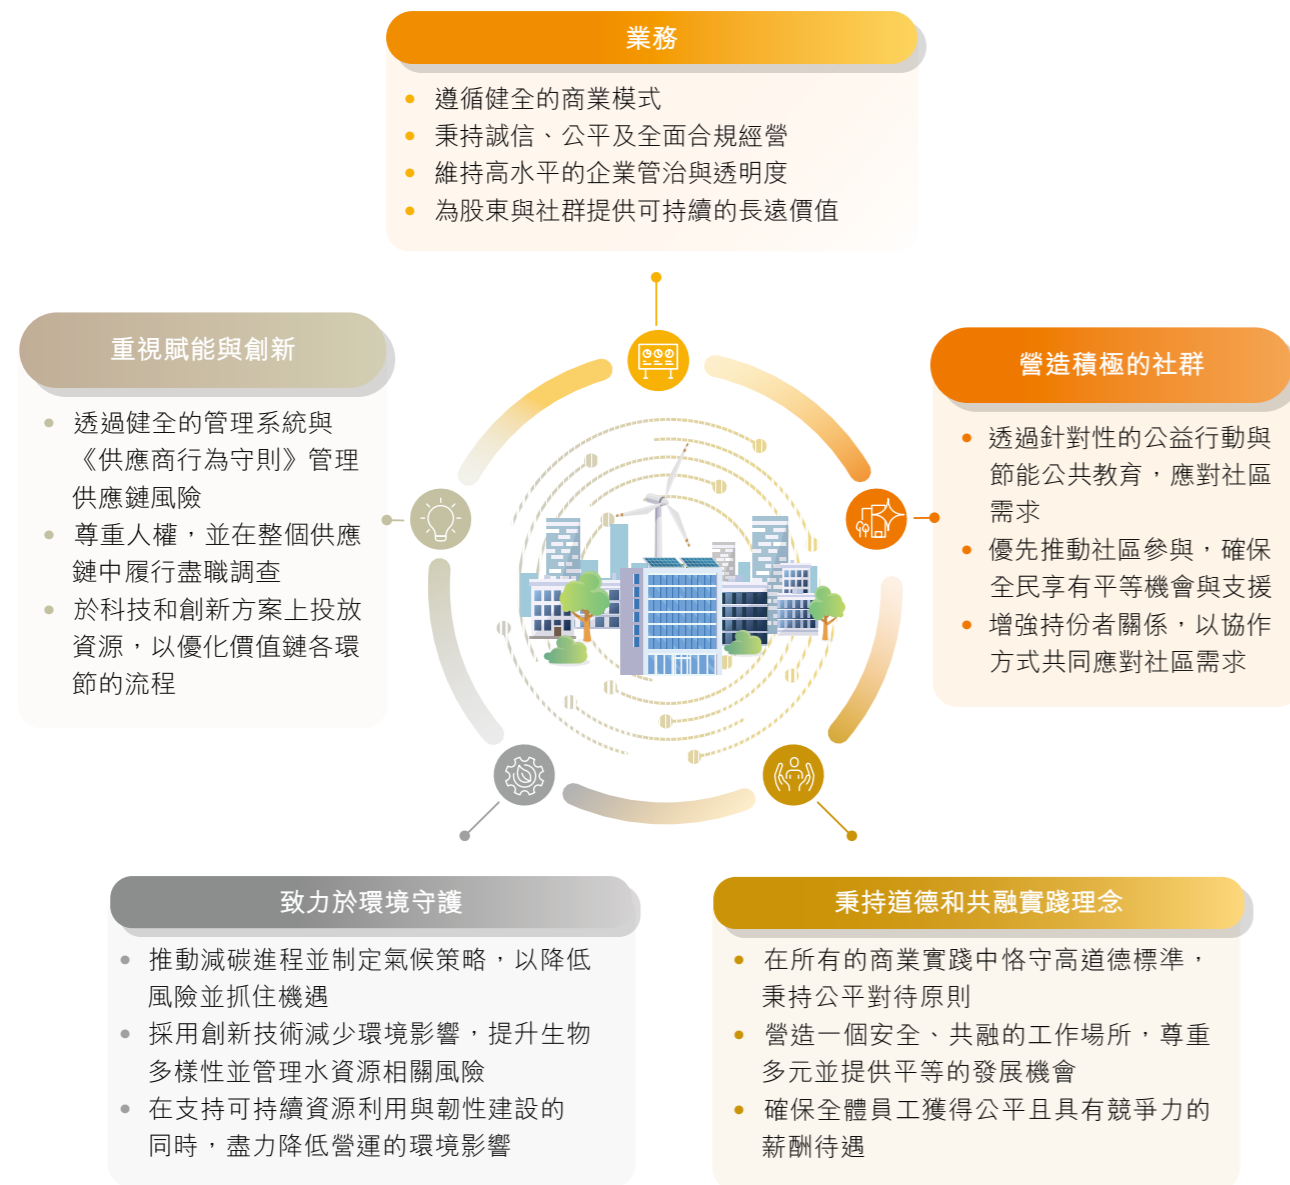 業務
• 遵循健全的商業模式
• 秉持誠信、公平及全面合規經營
• 維持高水平的企業管治與透明度
• 為股東與社群提供可持續的長遠價值
重視賦能與創新
• 透過健全的管理系統與
《供應商行為守則》管理
供應鏈風險
• 尊重人權，並在整個供應
鏈中履行盡職調查
• 於科技和創新方案上投放
資源，以優化價值鏈各環
節的流程
營造積極的社群
• 透過針對性的公益行動與
節能公共教育，應對社區
需求
• 優先推動社區參與，確保
全民享有平等機會與支援
• 增強持份者關係，以協作
方式共同應對社區需求
致力於環境守護
• 推動減碳進程並制定氣候策略，以降低
風險並抓住機遇
• 採用創新技術減少環境影響，提升生物
多樣性並管理水資源相關風險
• 在支持可持續資源利用與韌性建設的
同時，盡力降低營運的環境影響
秉持道德和共融實踐理念
• 在所有的商業實踐中恪守高道德標準，
秉持公平對待原則
• 營造一個安全、共融的工作場所，尊重
多元並提供平等的發展機會
• 確保全體員工獲得公平且具有競爭力的
薪酬待遇